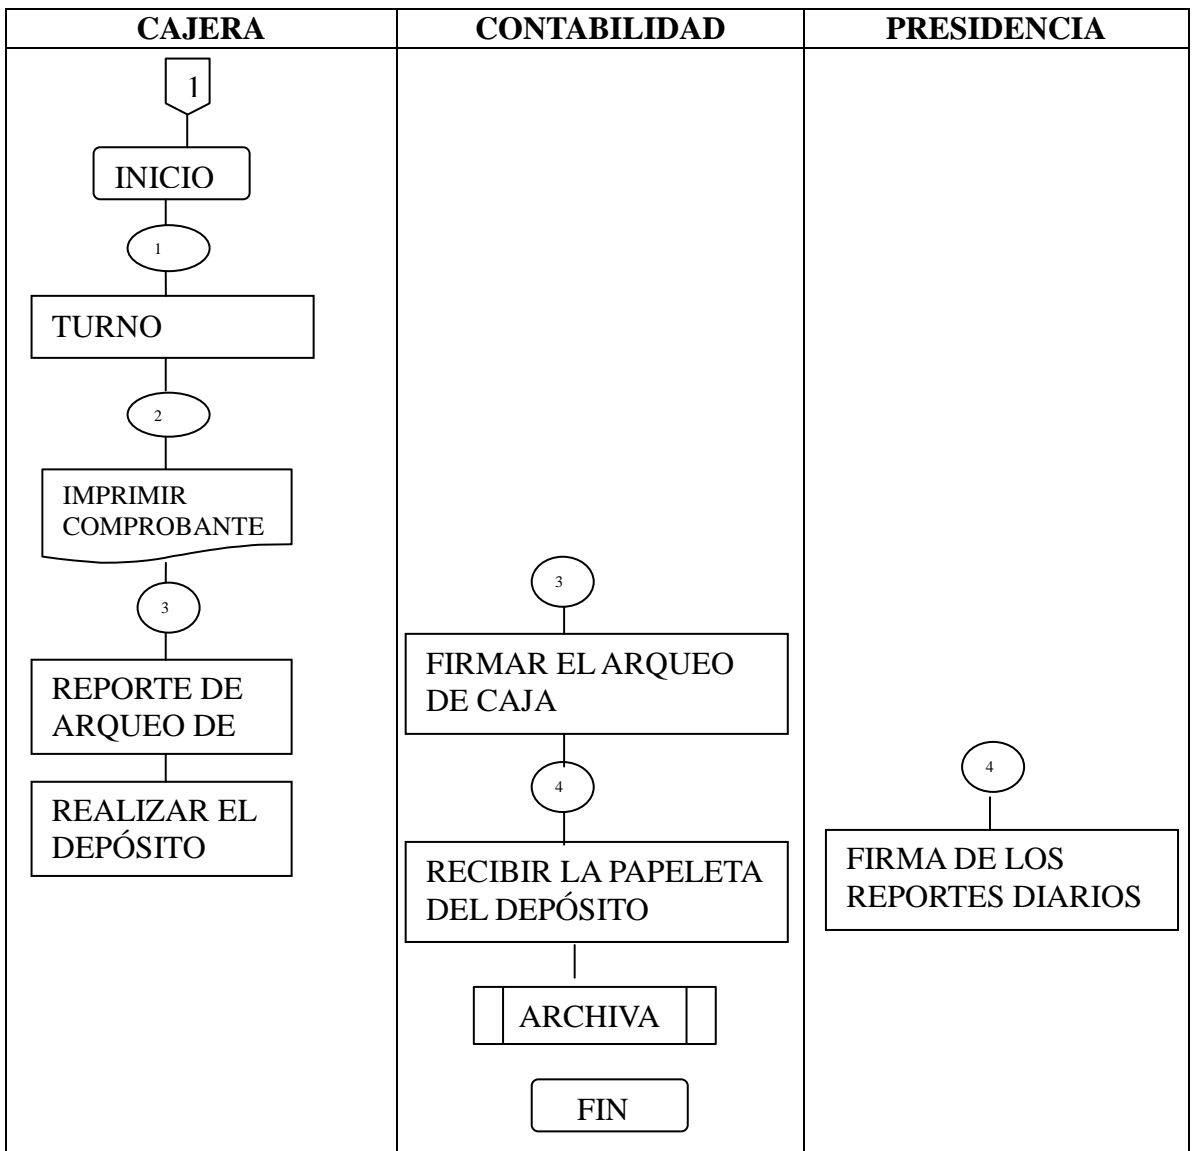 CAJERA
CONTABILIDAD
PRESIDENCIA
1
INICIO
1
TURNO
2
IMPRIMIR
COMPROBANTE
3
REPORTE DE
ARQUEO DE
REALIZAR EL
DEPÓSITO
3
FIRMAR EL ARQUEO
DE CAJA
4
RECIBIR LA PAPELETA
DEL DEPÓSITO
ARCHIVA
FIN
4
FIRMA DE LOS
REPORTES DIARIOS